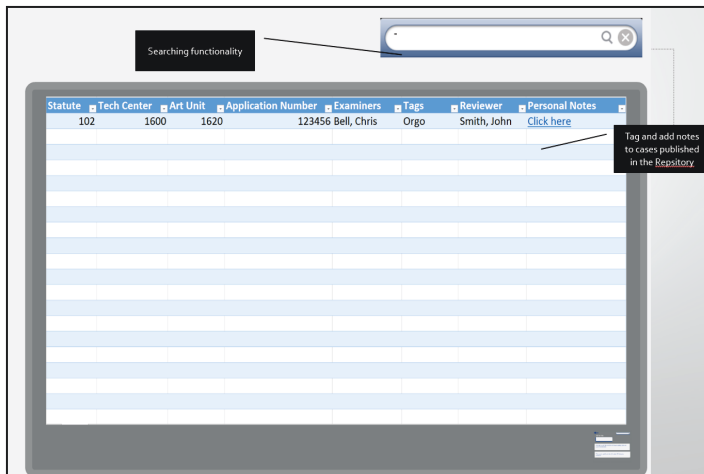 Searching functionality
Statute Tech Center Art Unit Application Number Examiners Tags Reviewer Personal Notes
102 1600 1620 123456 Bell, Chris Orgo Smith, John Click here
Tag and add notes
to cases published
in the Repsitory